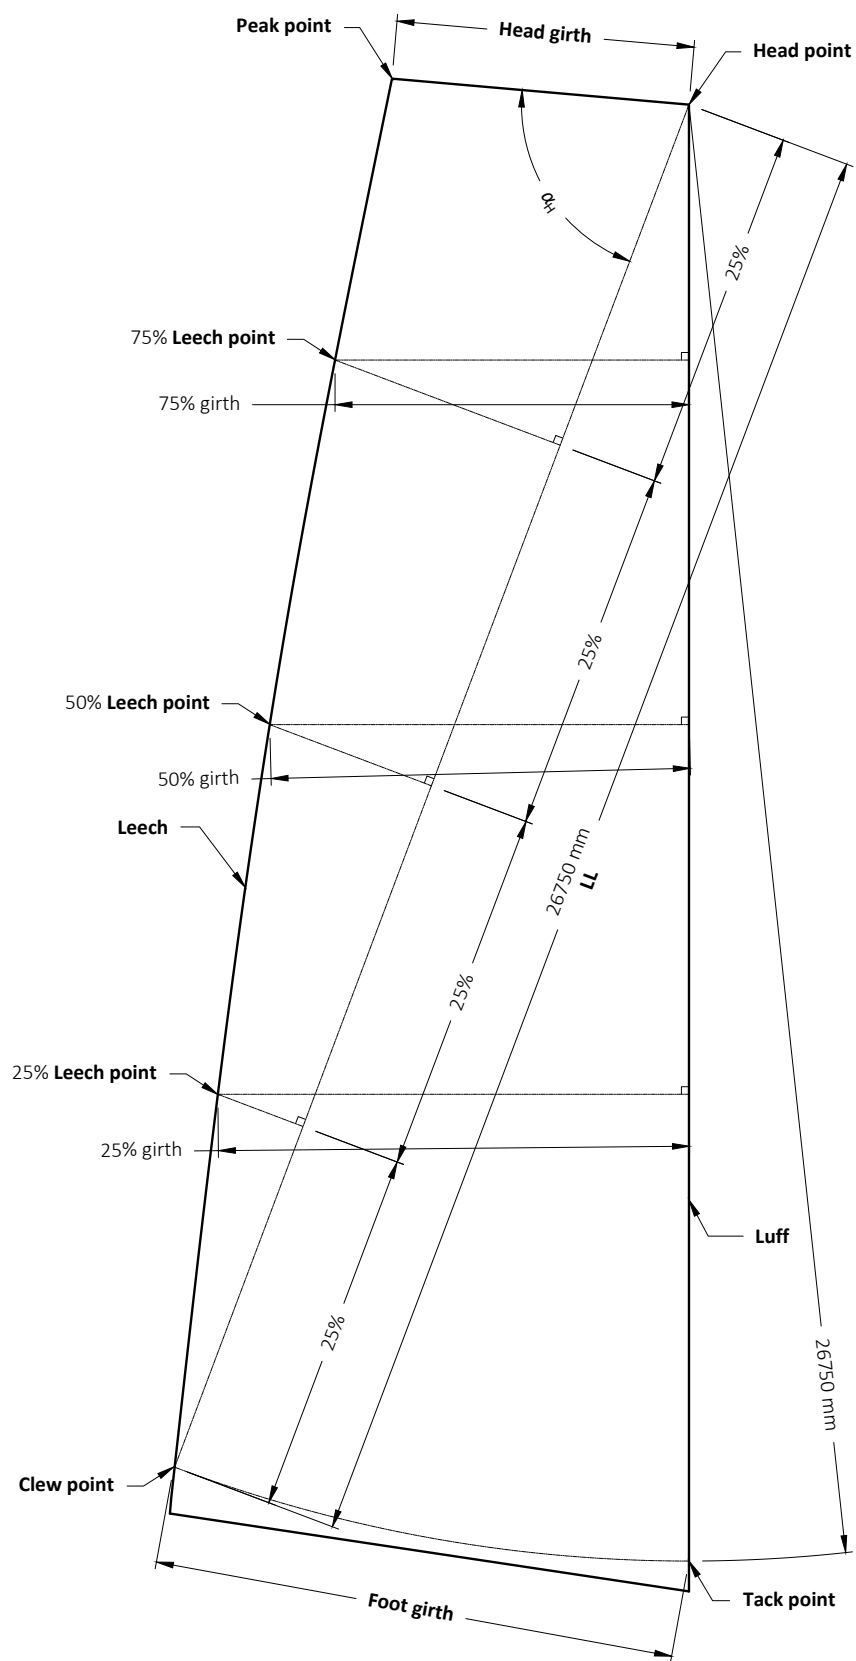 Peak point
Head girth
Head point
αH
25%
75% Leech point
75% girth
25%
50% Leech point
50% girth
Leech
26750 mm
LL
25%
25% Leech point
25% girth
Luff
25%
26750 mm
Clew point
Foot girth
Tack point